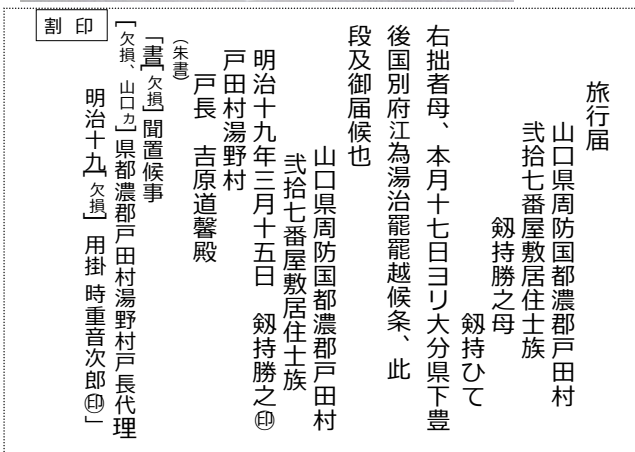 旅行届
山口県周防国都濃郡戸田村
弐拾七番屋敷居住士族
剱持勝之母
剱持ひて
右拙者母、本月十七日ヨリ大分県下豊
後国別府江為湯治罷罷越候条、此
段及御届候也
山口県周防国都濃郡戸田村
弐拾七番屋敷居住士族
明治十九年三月十五日 剱持勝之㊞
戸田村湯野村
戸長 吉原道馨殿
(朱書)
「書[欠損]聞置候事
[欠損、山口ヵ]県都濃郡戸田村湯野村戸長代理
明治十九[欠損] 用掛 時重音次郎㊞」
割印